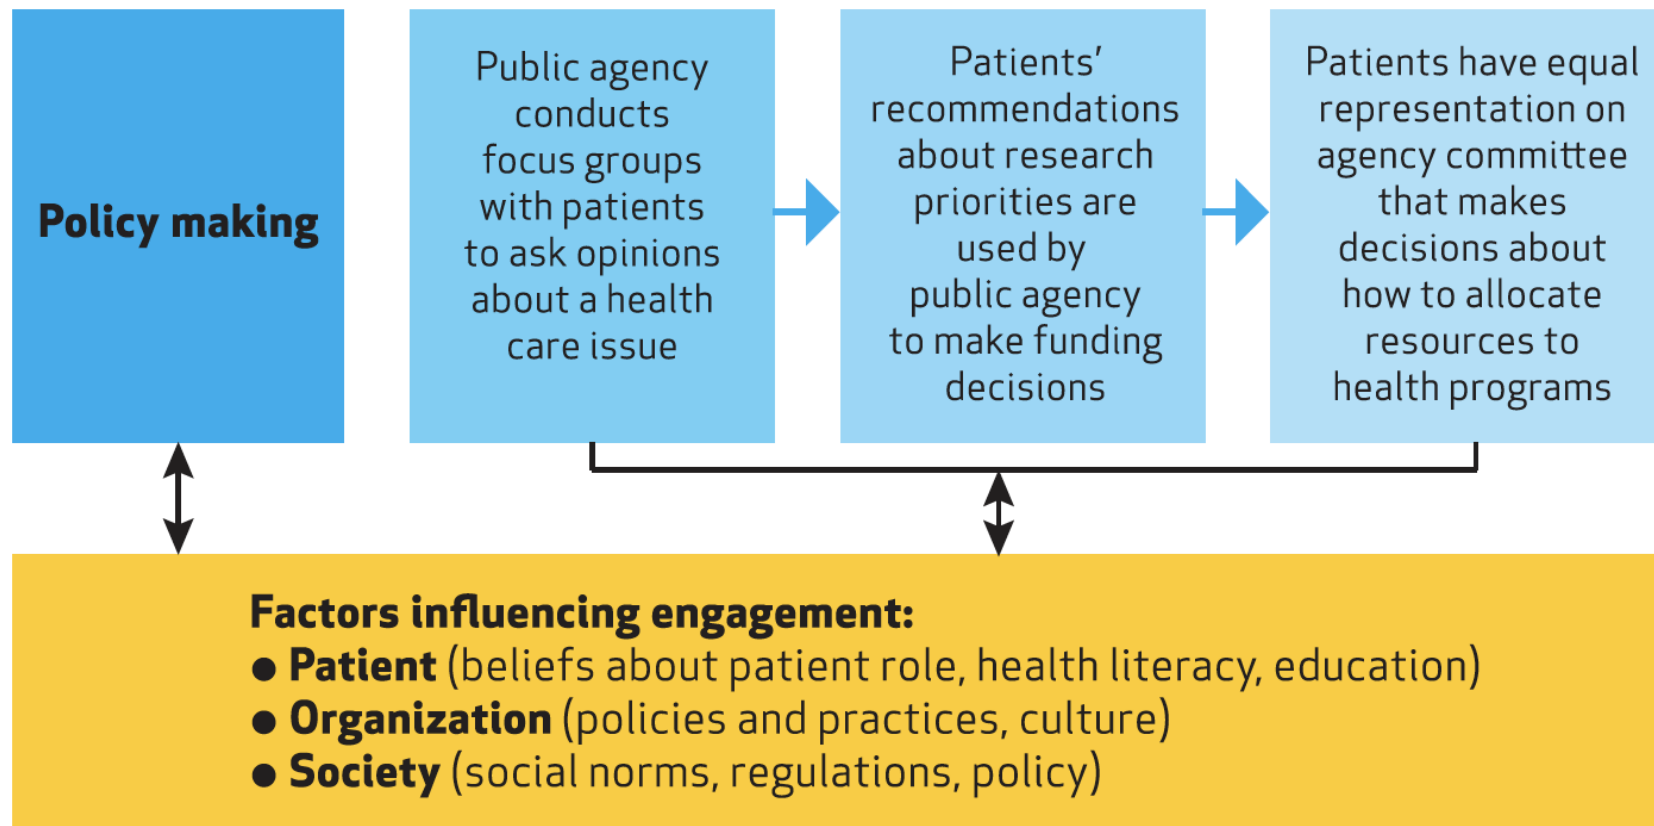 Policy making
Public agency
conducts
focus groups
with patients
to ask opinions
about a health
care issue
Patients’
recommendations
about research
priorities are
used by
public agency
to make funding
decisions
Patients have equal
representation on
agency committee
that makes
decisions about
how to allocate
resources to
health programs
Factors influencing engagement:
● Patient (beliefs about patient role, health literacy, education)
● Organization (policies and practices, culture)
● Society (social norms, regulations, policy)